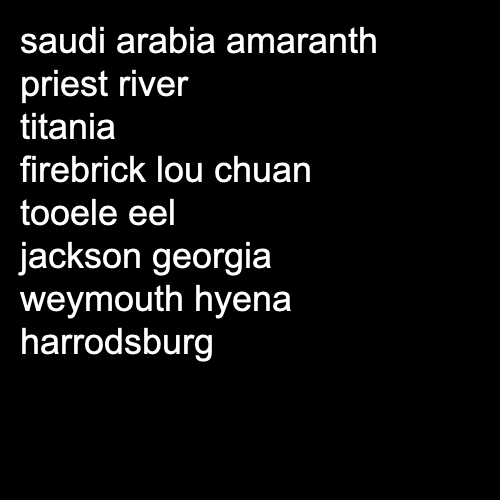 saudi arabia amaranth
priest river
titania
firebrick lou chuan
tooele eel
jackson georgia
weymouth hyena
harrodsburg